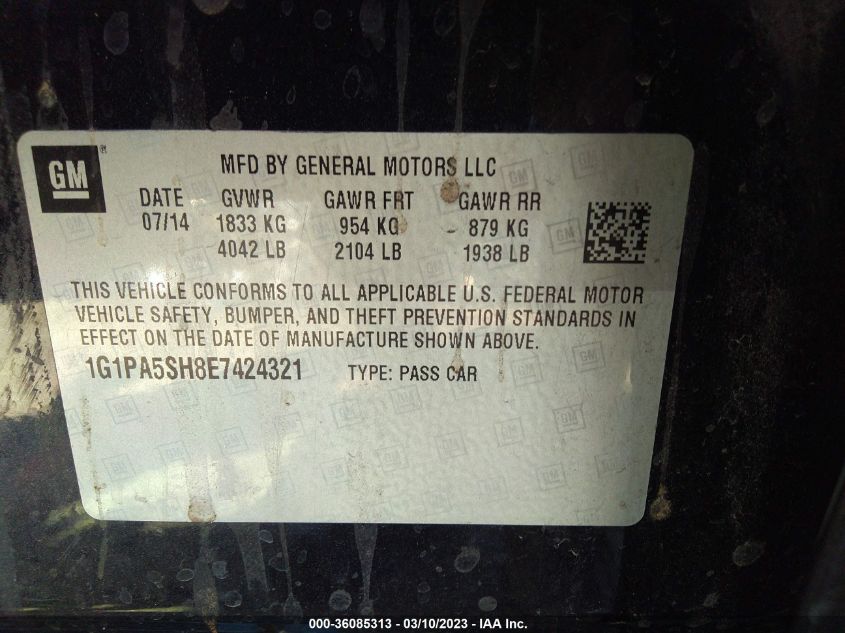 GM ® MFD BY GENERAL MOTORS LLC
DATE GVWR GAWR FRT GAWR RR
07/14 1833 KG 954 KG 879 KG
4042 LB 2104 LB 1938 LB
THIS VEHICLE CONFORMS TO ALL APPLICABLE U.S. FEDERAL MOTOR
VEHICLE SAFETY, BUMPER, AND THEFT PREVENTION STANDARDS IN
EFFECT ON THE DATE OF MANUFACTURE SHOWN ABOVE.
1G1PA5SH8E7424321 TYPE: PASS CAR
000-36085313 - 03/10/2023 - IAA Inc.